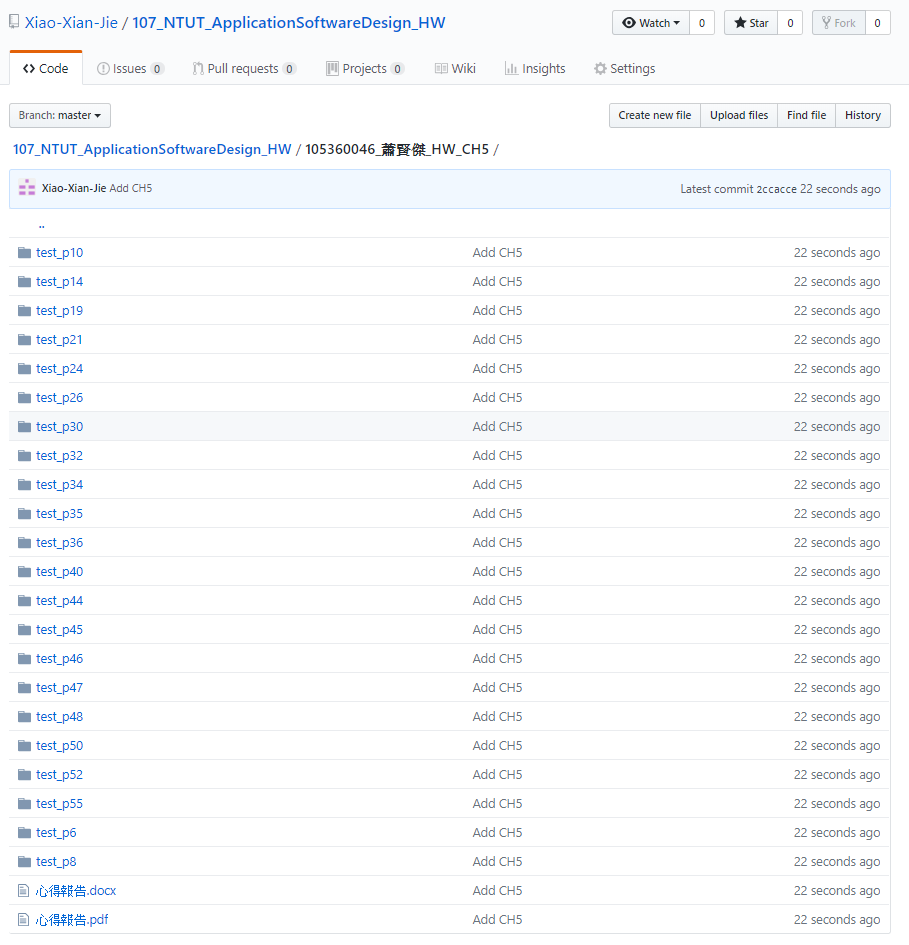 Xiao-Xian-Jie / 107_NTUT_ApplicationSoftwareDesign_HW Watch 0 Star 0 Fork 0
Code Issues 0 Pull requests 0 Projects 0 Wiki Insights Settings
Branch: master Create new file Upload files Find file History
107_NTUT_ApplicationSoftwareDesign_HW / 105360046_蕭賢傑_HW_CH5 /
Xiao-Xian-Jie Add CH5 Latest commit 2ccacce 22 seconds ago
..
test_p10 Add CH5 22 seconds ago
test_p14 Add CH5 22 seconds ago
test_p19 Add CH5 22 seconds ago
test_p21 Add CH5 22 seconds ago
test_p24 Add CH5 22 seconds ago
test_p26 Add CH5 22 seconds ago
test_p30 Add CH5 22 seconds ago
test_p32 Add CH5 22 seconds ago
test_p34 Add CH5 22 seconds ago
test_p35 Add CH5 22 seconds ago
test_p36 Add CH5 22 seconds ago
test_p40 Add CH5 22 seconds ago
test_p44 Add CH5 22 seconds ago
test_p45 Add CH5 22 seconds ago
test_p46 Add CH5 22 seconds ago
test_p47 Add CH5 22 seconds ago
test_p48 Add CH5 22 seconds ago
test_p50 Add CH5 22 seconds ago
test_p52 Add CH5 22 seconds ago
test_p55 Add CH5 22 seconds ago
test_p6 Add CH5 22 seconds ago
test_p8 Add CH5 22 seconds ago
心得報告.docx Add CH5 22 seconds ago
心得報告.pdf Add CH5 22 seconds ago